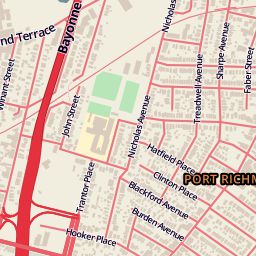 nd Terrace
Bayonne
Nicholas
Sharpe Avenue
Faber Street
Treadwell Avenue
Winant Street
John Street
Nicholas Avenue
Hatfield Place
Trantor Place
Clinton Place
PORT RICHM
Blackford Avenue
Burden Avenue
Hooker Place